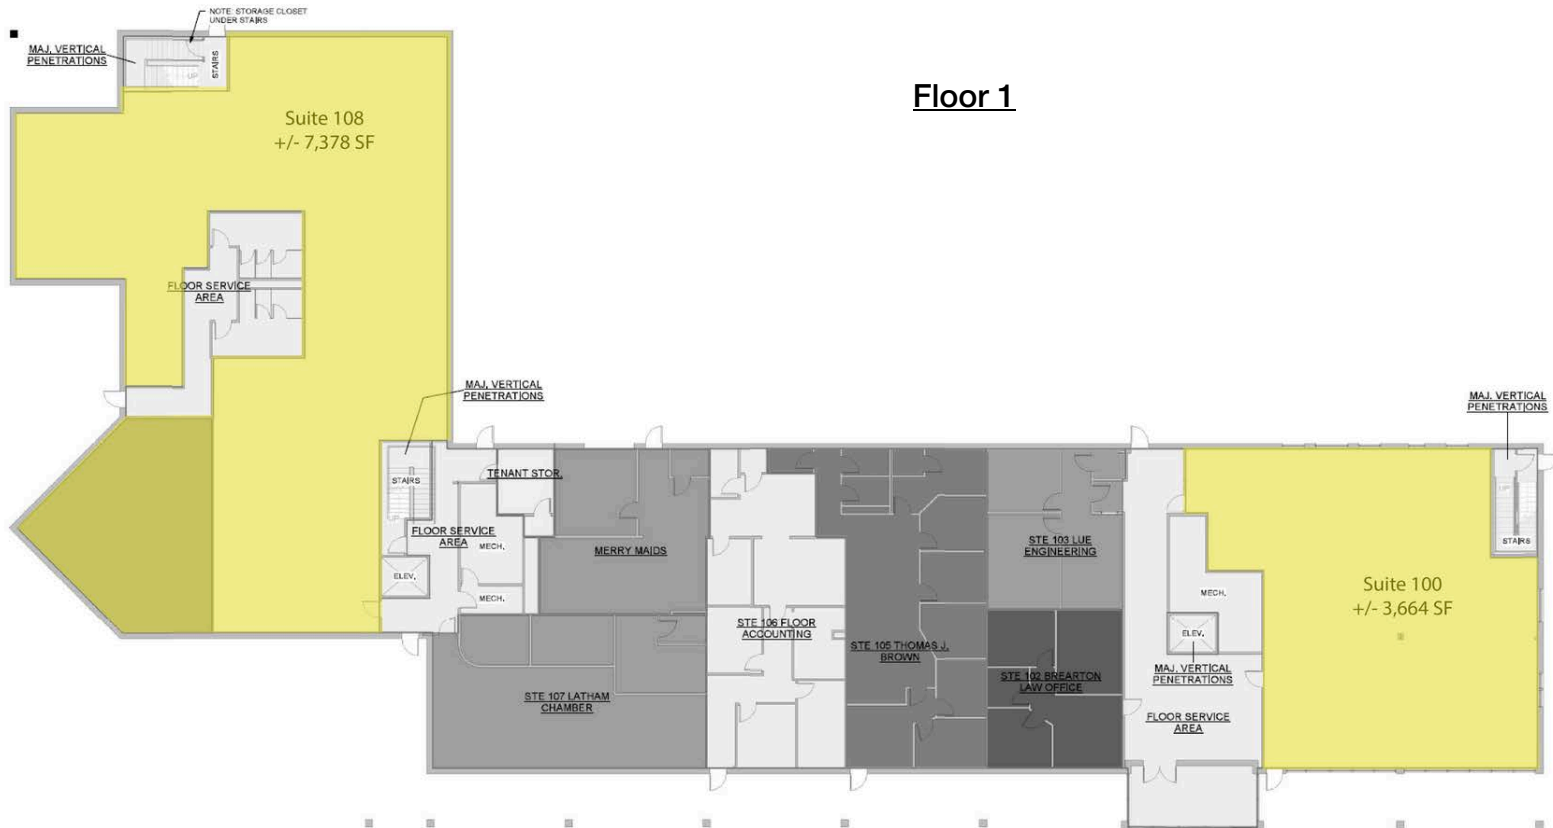 NOTE: STORAGE CLOSET
UNDER STAIRS
MAJ. VERTICAL
PENETRATIONS
STAIRS
UP
Floor 1
Suite 108
+/- 7,378 SF
FLOOR SERVICE
AREA
MAJ. VERTICAL
PENETRATIONS
MAJ. VERTICAL
PENETRATIONS
STAIRS
TENANT STOR.
FLOOR SERVICE
AREA
MECH.
ELEV.
MECH.
MERRY MAIDS
STE 107 LATHAM
CHAMBER
STE 106 FLOOR
ACCOUNTING
STE 105 THOMAS J.
BROWN
STE 103 LUE
ENGINEERING
STE 102 BREARTON
LAW OFFICE
MECH.
ELEV.
MAJ. VERTICAL
PENETRATIONS
FLOOR SERVICE
AREA
UP
STAIRS
Suite 100
+/- 3,664 SF